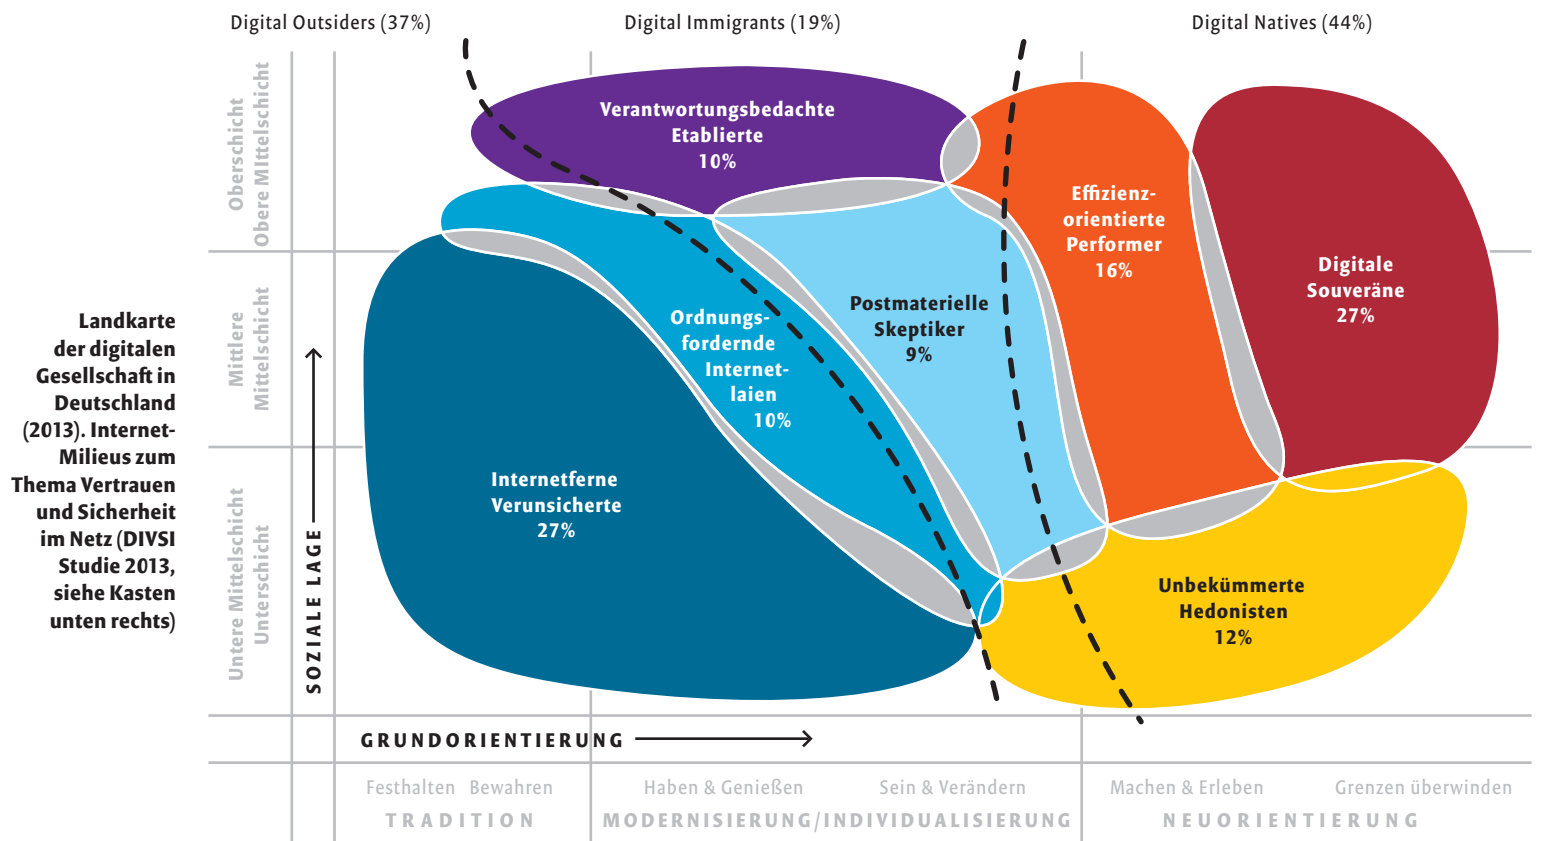 Digital Outsiders (37%)
Digital Immigrants (19%)
Digital Natives (44%)
Oberschicht
Obere MIttelschicht
Mittlere
Mittelschicht
Untere Mittelschicht
Unterschicht
SOZIALE LAGE
Landkarte
der digitalen
Gesellschaft in
Deutschland
(2013). Internet-
Milieus zum
Thema Vertrauen
und Sicherheit
im Netz (DIVSI
Studie 2013,
siehe Kasten
unten rechts)
Verantwortungsbedachte
Etablierte
10%
Effizienz-
orientierte
Performer
16%
Digitale
Souveräne
27%
Postmaterielle
Skeptiker
9%
Ordnungs-
fordernde
Internet-
laien
10%
Internetferne
Verunsicherte
27%
Unbekümmerte
Hedonisten
12%
GRUNDORIENTIERUNG
Festhalten
Bewahren
Haben & Genießen
Sein & Verändern
Machen & Erleben
Grenzen überwinden
TRADITION
MODERNISIERUNG/INDIVIDUALISIERUNG
NEUORIENTIERUNG